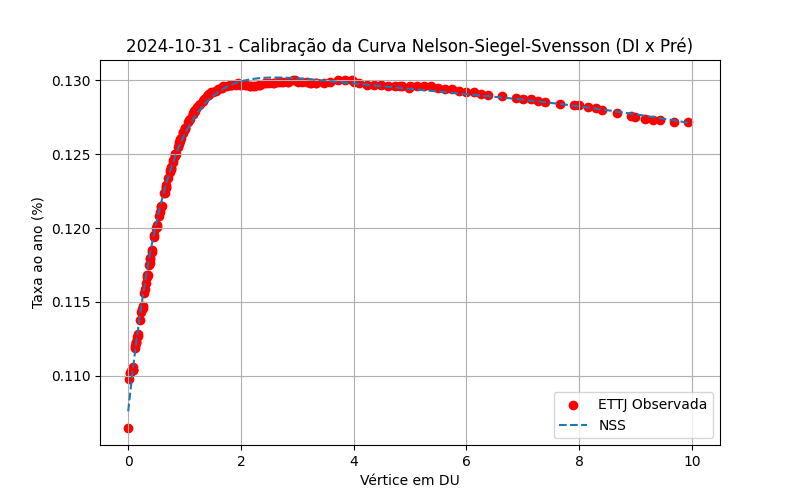 2024-10-31 - Calibração da Curva Nelson-Siegel-Svensson (DI x Pré)
Taxa ao ano (%)
0.130
0.125
0.120
0.115
0.110
ETTJ Observada
NSS
0 2 4 6 8 10
Vértice em DU